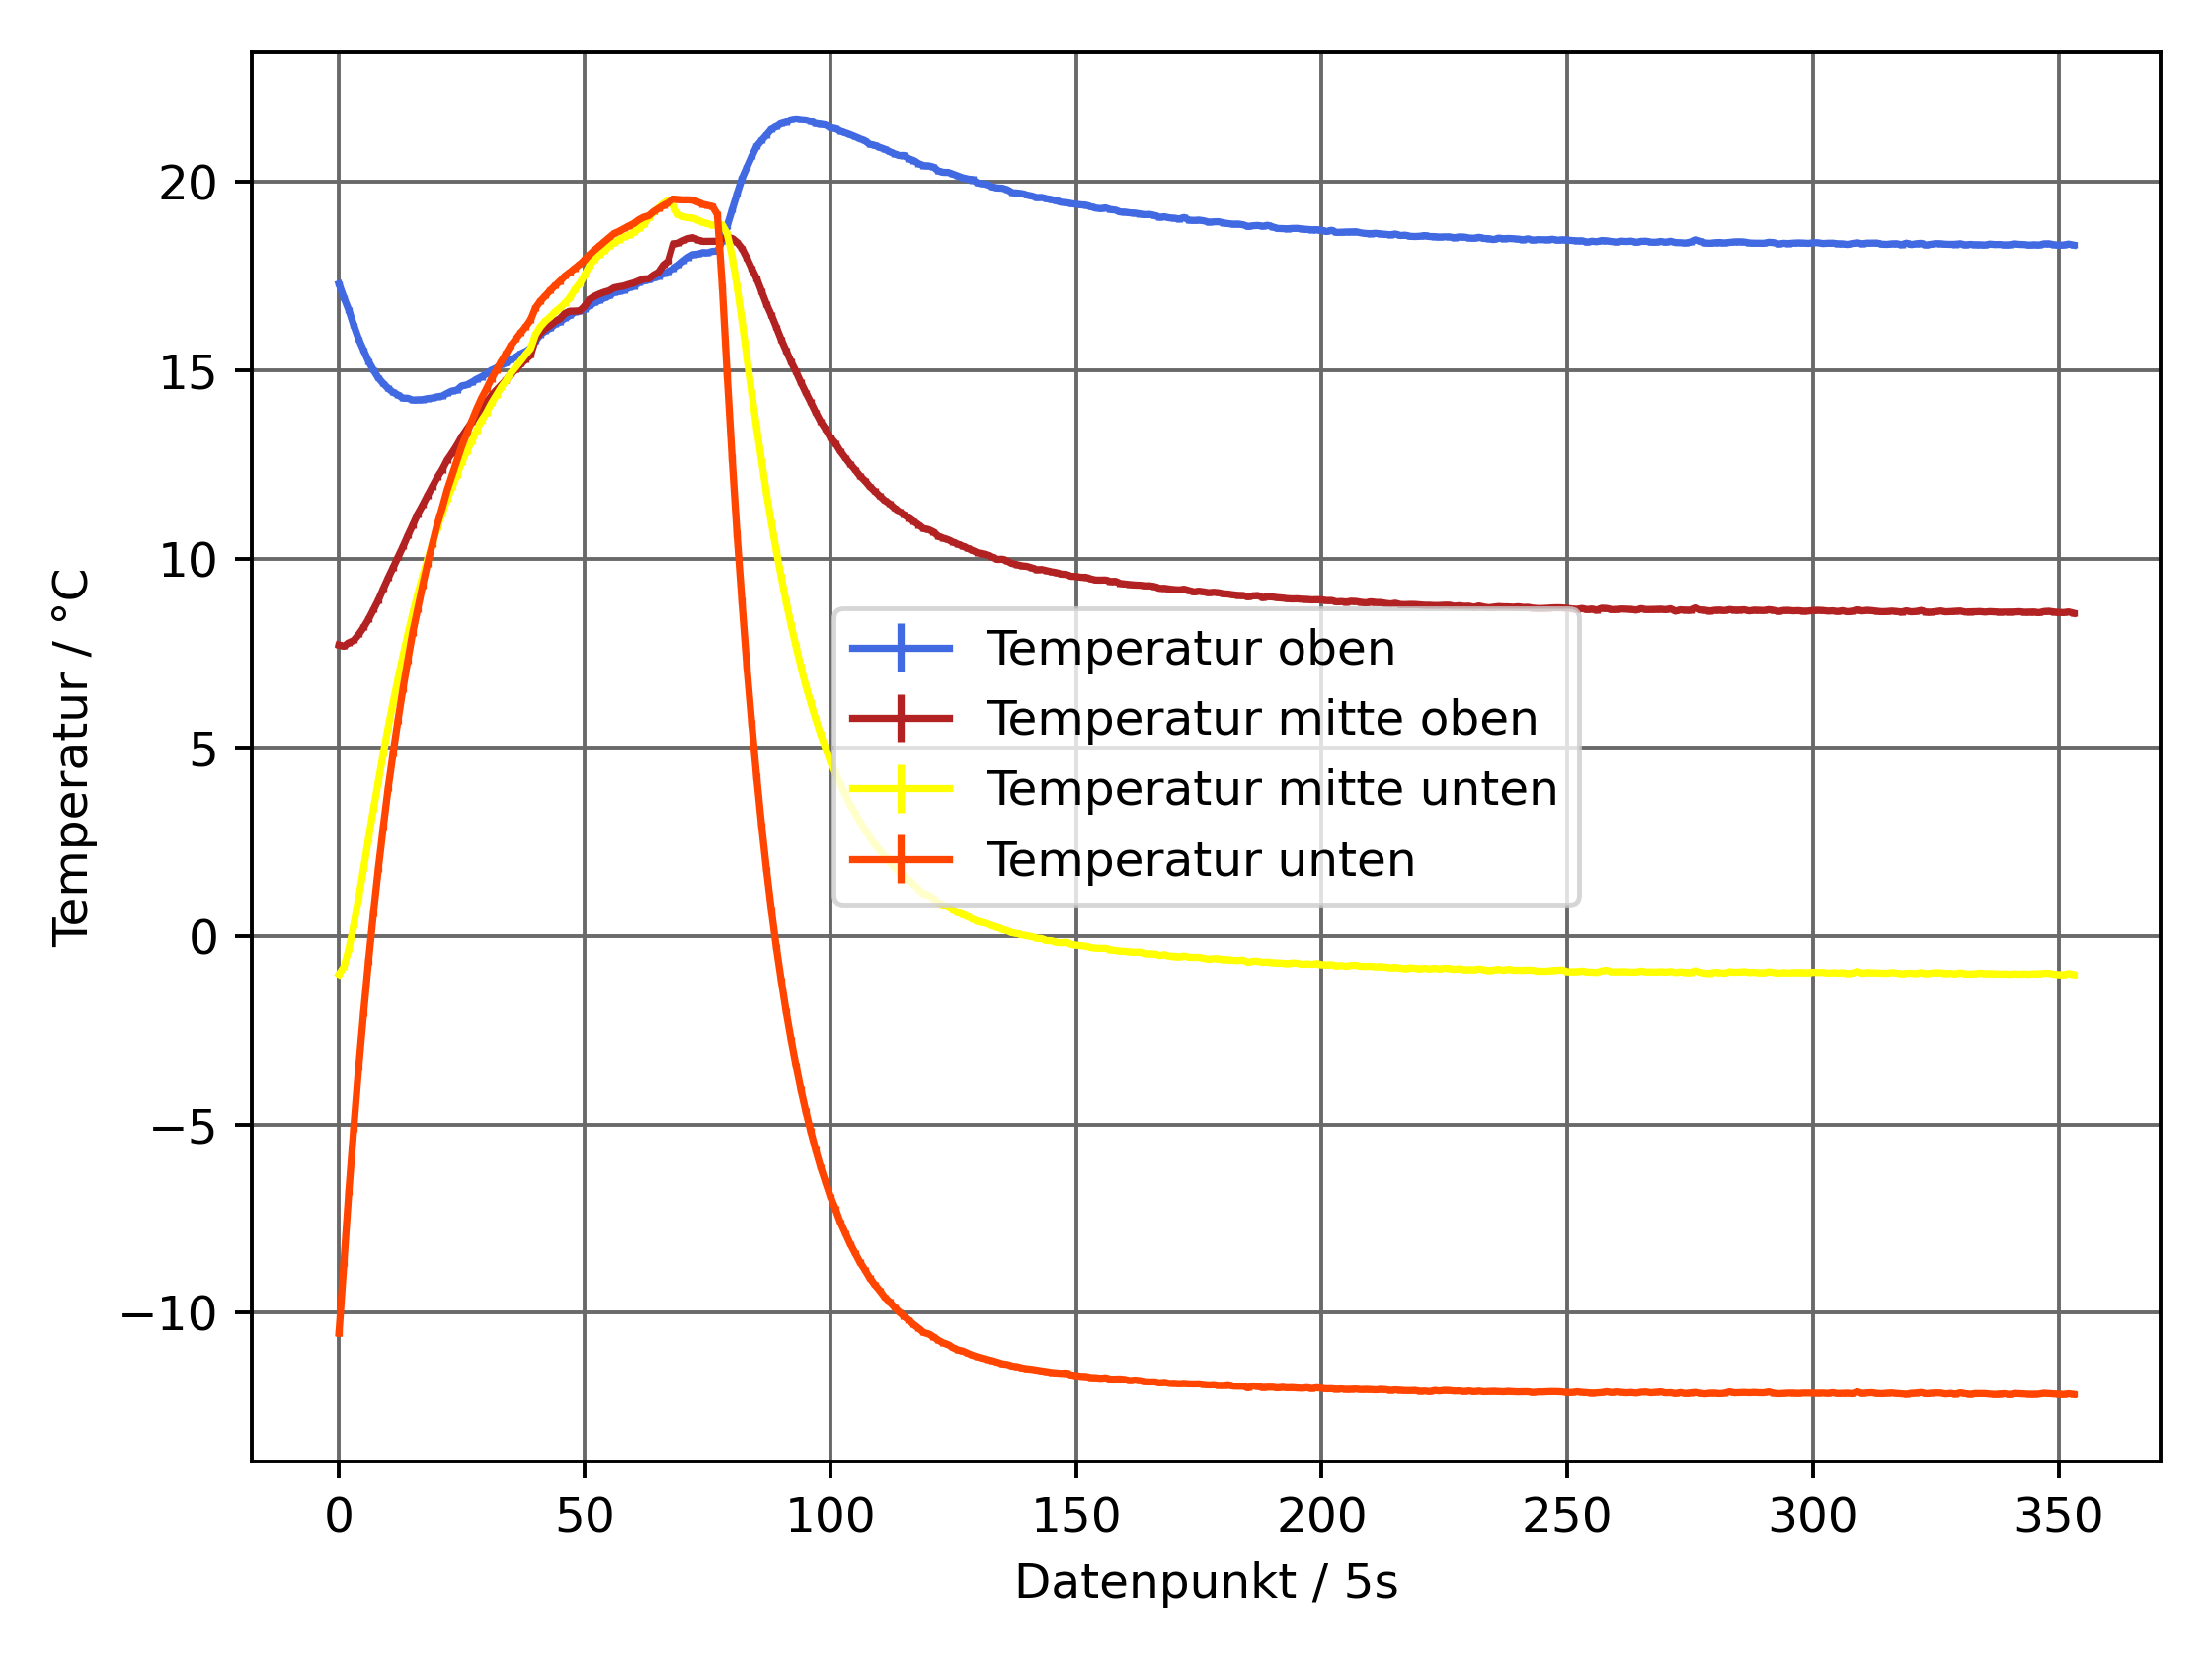 20
15
10
5
0
−5
−10
Temperatur / °C
Temperatur oben
Temperatur mitte oben
Temperatur mitte unten
Temperatur unten
0 50 100 150 200 250 300 350
Datenpunkt / 5s